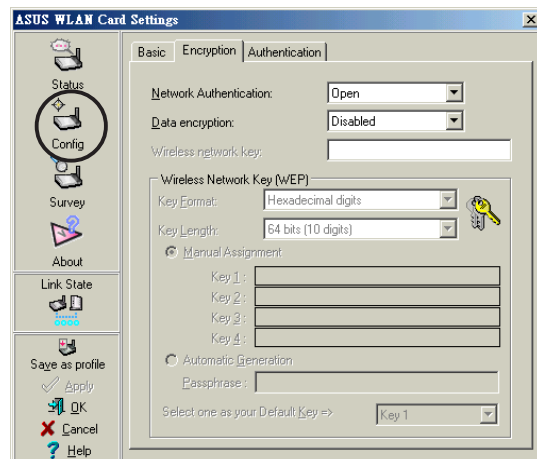 ASUS WLAN Card Settings
Status
Config
Survey
About
Link State
Save as profile
Apply
OK
Cancel
Help
Basic
Encryption
Authentication
Network Authentication:
Open
Data encryption:
Disabled
Wireless network key:
Wireless Network Key (WEP)
Key Format:
Hexadecimal digits
Key Length:
64 bits (10 digits)
Manual Assignment
Key 1 :
Key 2 :
Key 3 :
Key 4 :
Automatic Generation
Passphrase :
Select one as your Default Key =>
Key 1